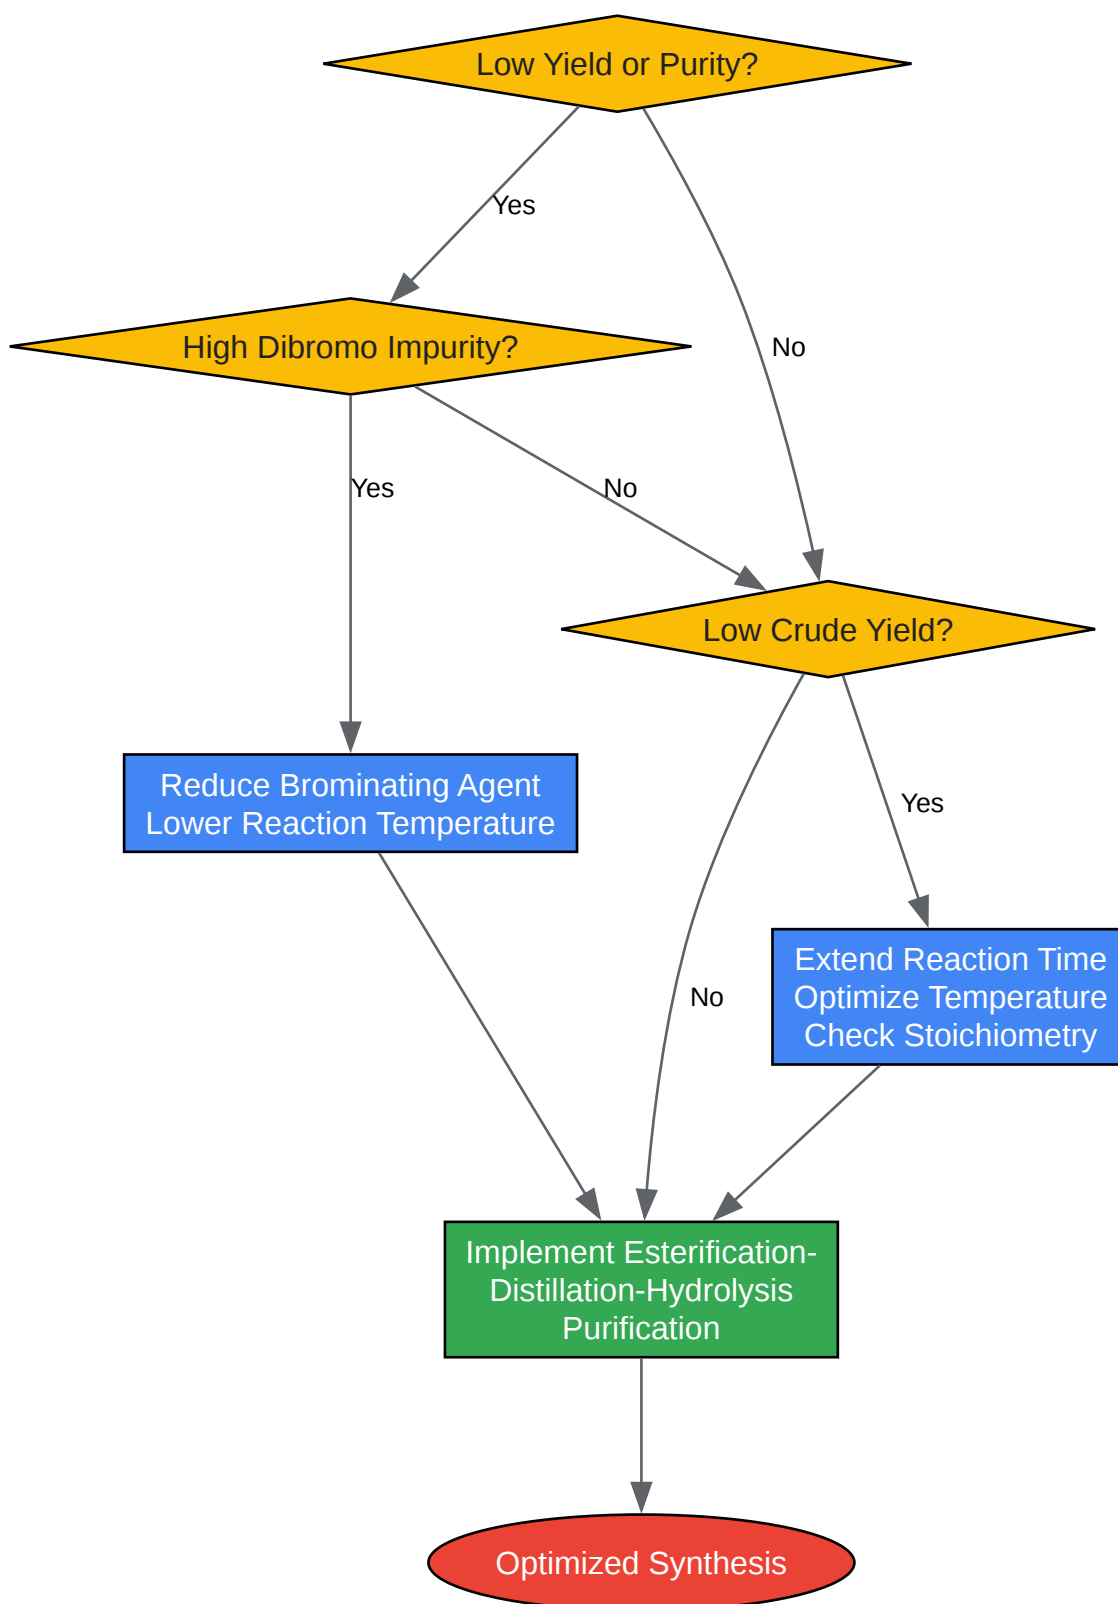 Low Yield or Purity?
Yes
High Dibromo Impurity?
No
Yes
No
Low Crude Yield?
Reduce Brominating Agent
Lower Reaction Temperature
Yes
Extend Reaction Time
Optimize Temperature
Check Stoichiometry
No
Implement Esterification-
Distillation-Hydrolysis
Purification
Optimized Synthesis